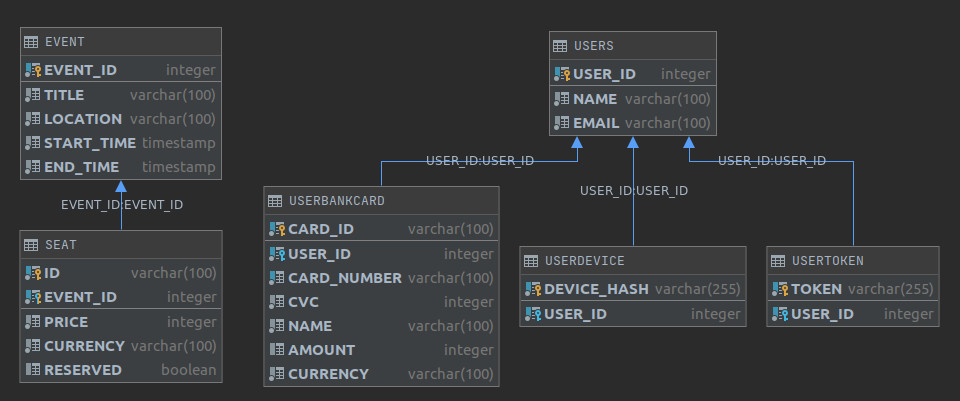 EVENT
EVENT_ID integer
TITLE varchar(100)
LOCATION varchar(100)
START_TIME timestamp
END_TIME timestamp
EVENT_ID:EVENT_ID
SEAT
ID varchar(100)
EVENT_ID integer
PRICE integer
CURRENCY varchar(100)
RESERVED boolean
USERS
USER_ID integer
NAME varchar(100)
EMAIL varchar(100)
USER_ID:USER_ID
USER_ID:USER_ID
USER_ID:USER_ID
USERBANKCARD
CARD_ID varchar(100)
USER_ID integer
CARD_NUMBER varchar(100)
CVC integer
NAME varchar(100)
AMOUNT integer
CURRENCY varchar(100)
USERDEVICE
DEVICE_HASH varchar(255)
USER_ID integer
USERTOKEN
TOKEN varchar(255)
USER_ID integer